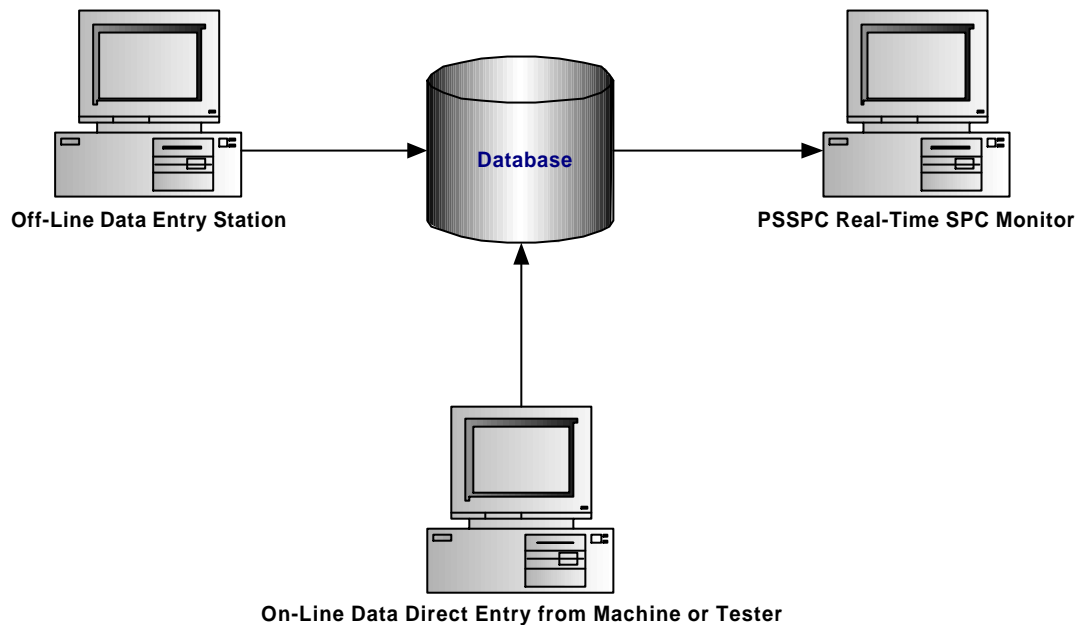 Database
Off-Line Data Entry Station
PSSPC Real-Time SPC Monitor
On-Line Data Direct Entry from Machine or Tester